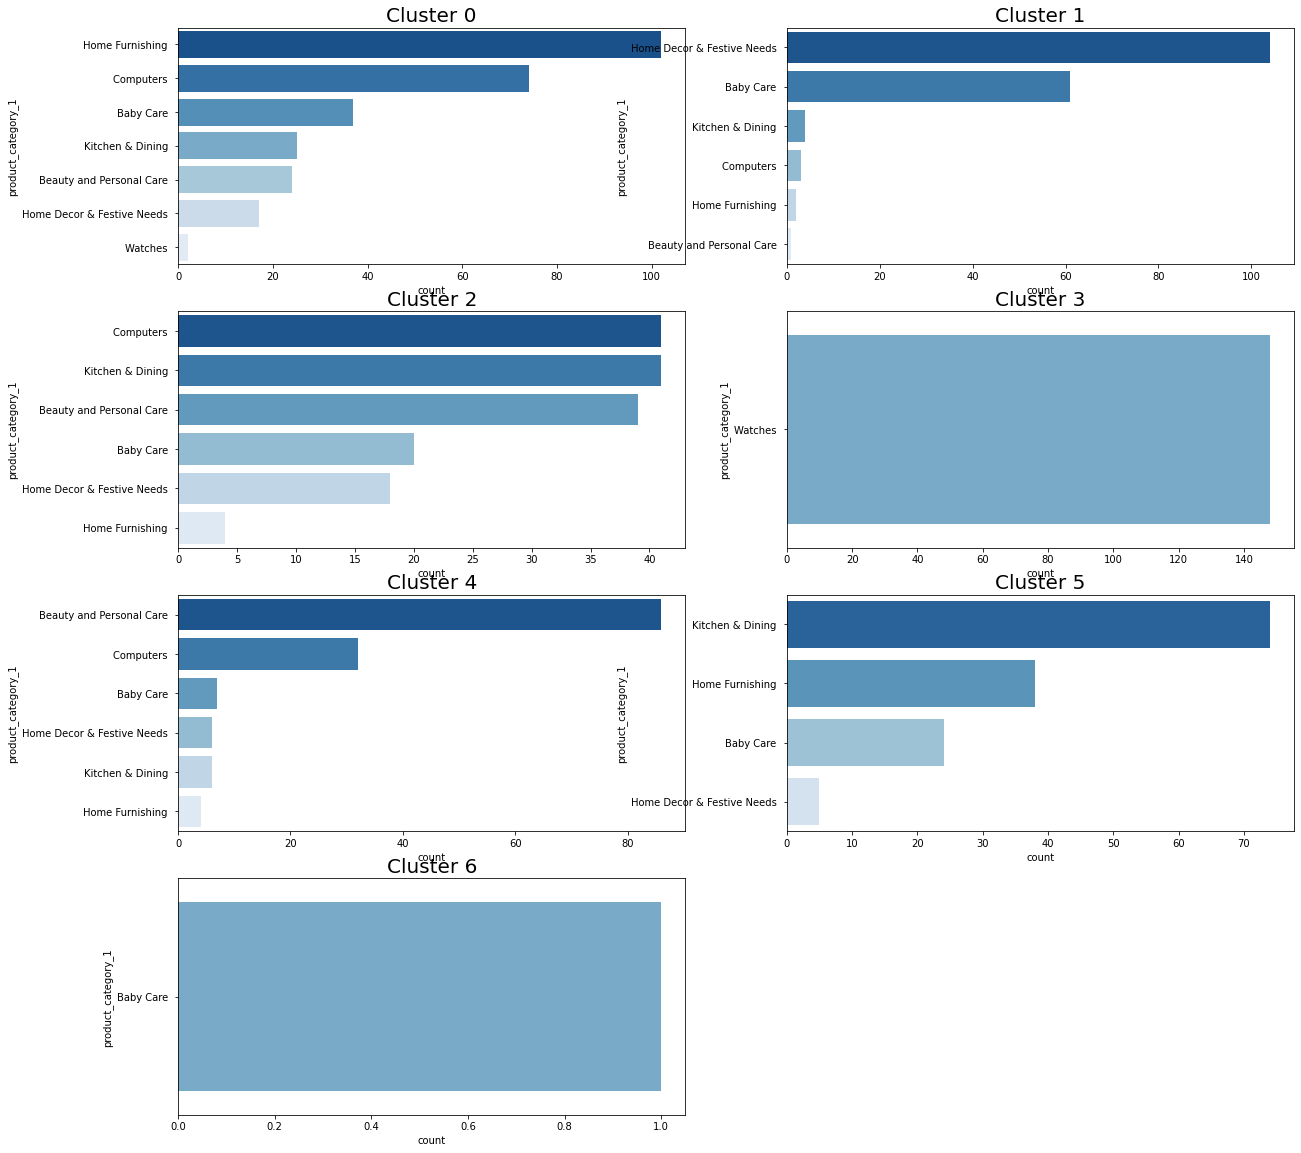 Cluster 0
product_category_1
Home Furnishing
Computers
Baby Care
Kitchen & Dining
Beauty and Personal Care
Home Decor & Festive Needs
Watches
0 20 40 60 80 100
count
Cluster 1
product_category_1
Home Decor & Festive Needs
Baby Care
Kitchen & Dining
Computers
Home Furnishing
Beauty and Personal Care
0 20 40 60 80 100
count
Cluster 2
product_category_1
Computers
Kitchen & Dining
Beauty and Personal Care
Baby Care
Home Decor & Festive Needs
Home Furnishing
0 5 10 15 20 25 30 35 40
count
Cluster 3
product_category_1
Watches
0 20 40 60 80 100 120 140
count
Cluster 4
product_category_1
Beauty and Personal Care
Computers
Baby Care
Home Decor & Festive Needs
Kitchen & Dining
Home Furnishing
0 20 40 60 80
count
Cluster 5
product_category_1
Kitchen & Dining
Home Furnishing
Baby Care
Home Decor & Festive Needs
0 10 20 30 40 50 60 70
count
Cluster 6
product_category_1
Baby Care
0.0 0.2 0.4 0.6 0.8 1.0
count